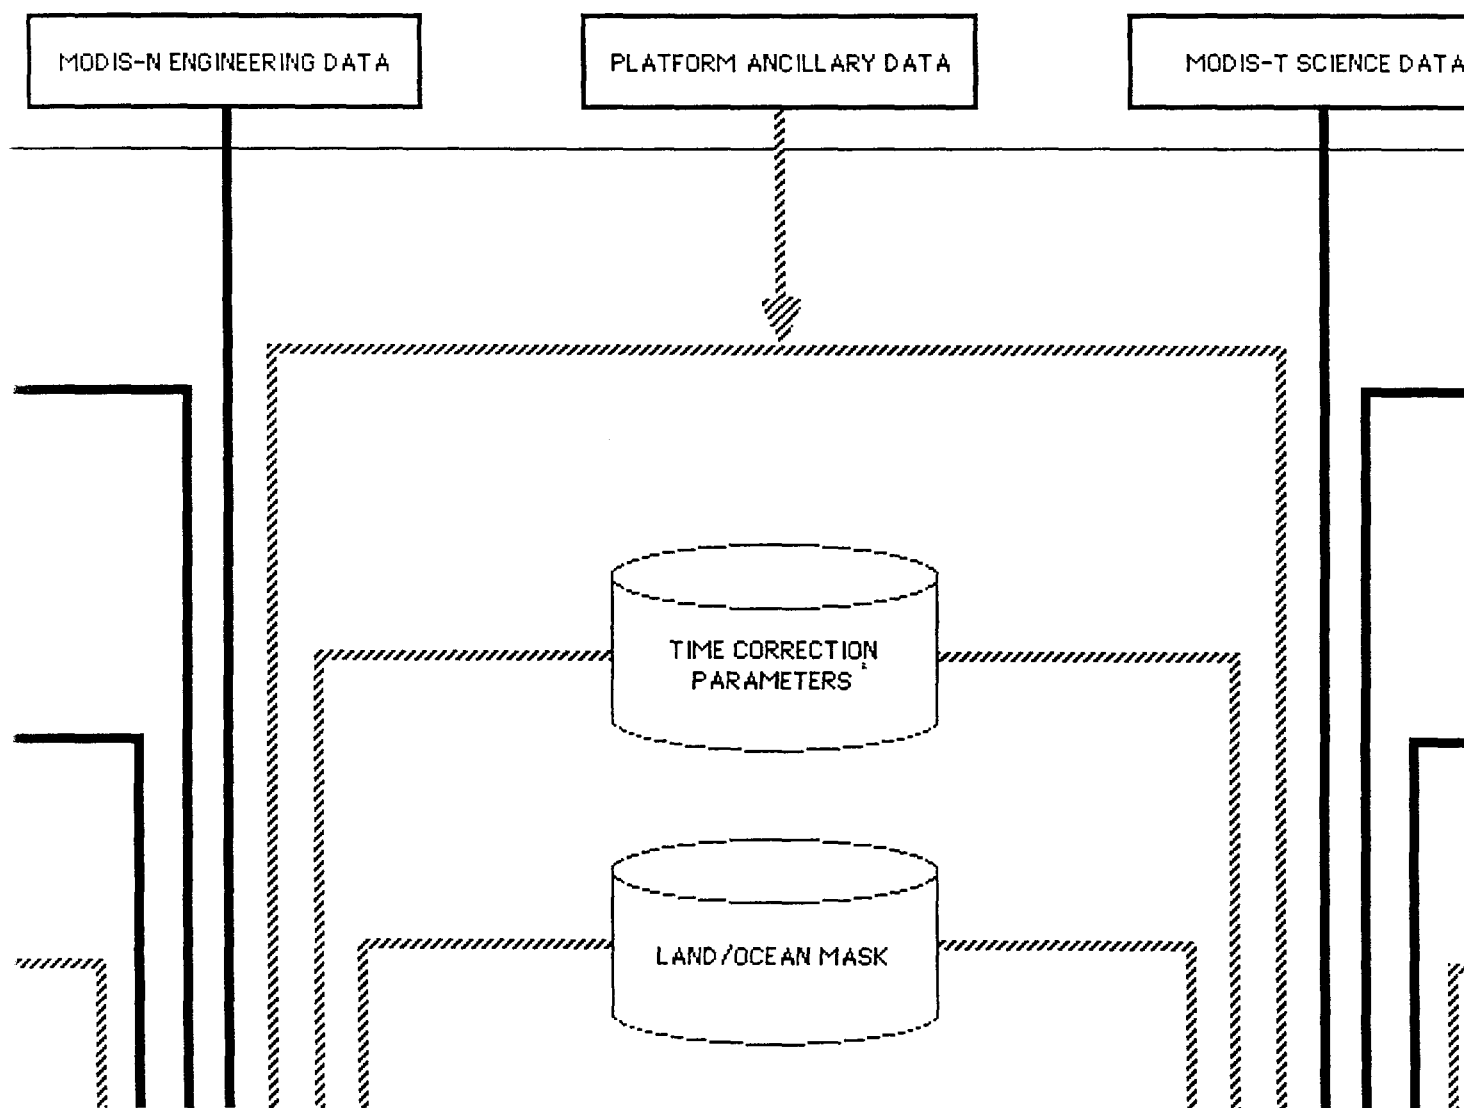 MODIS-N ENGINEERING DATA
PLATFORM ANCILLARY DATA
MODIS-T SCIENCE DATA
TIME CORRECTION
PARAMETERS
LAND/OCEAN MASK